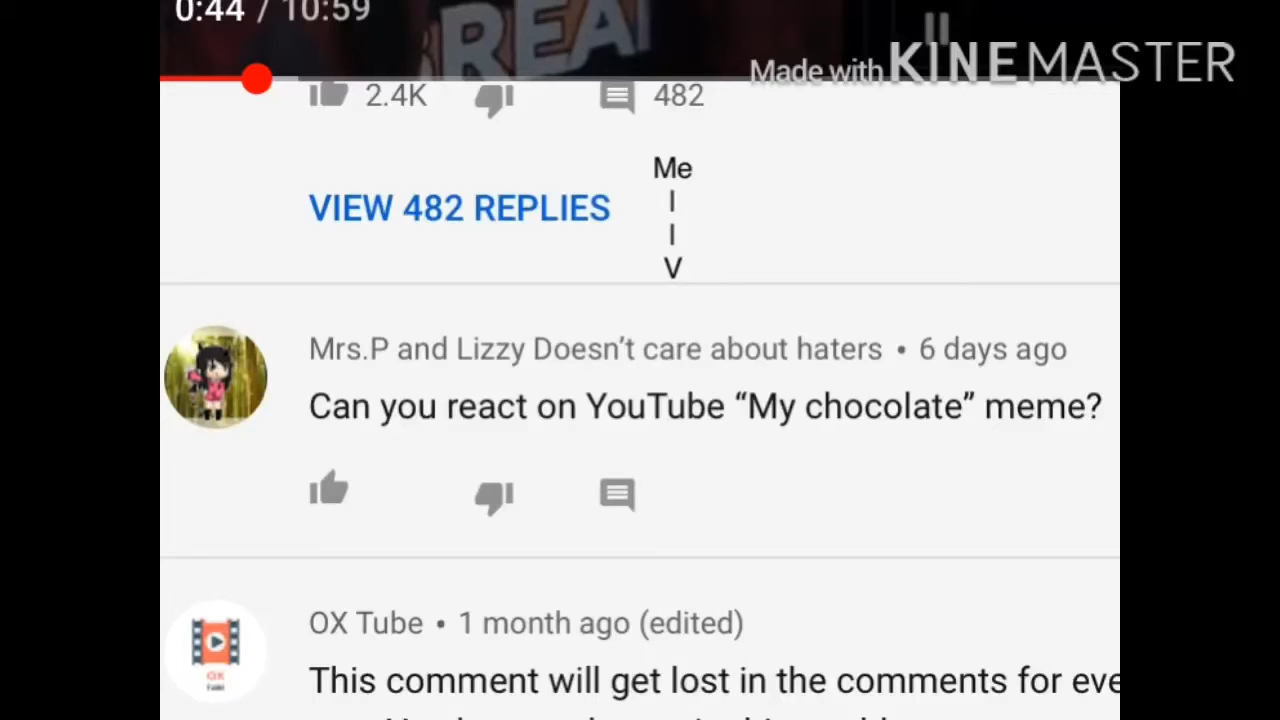 0:44 / 10:59
REAI
Made with KINEMASTER
2.4K 482
Me
VIEW 482 REPLIES
I
I
V
Mrs.P and Lizzy Doesn’t care about haters • 6 days ago
Can you react on YouTube “My chocolate” meme?
OX Tube • 1 month ago (edited)
This comment will get lost in the comments for eve